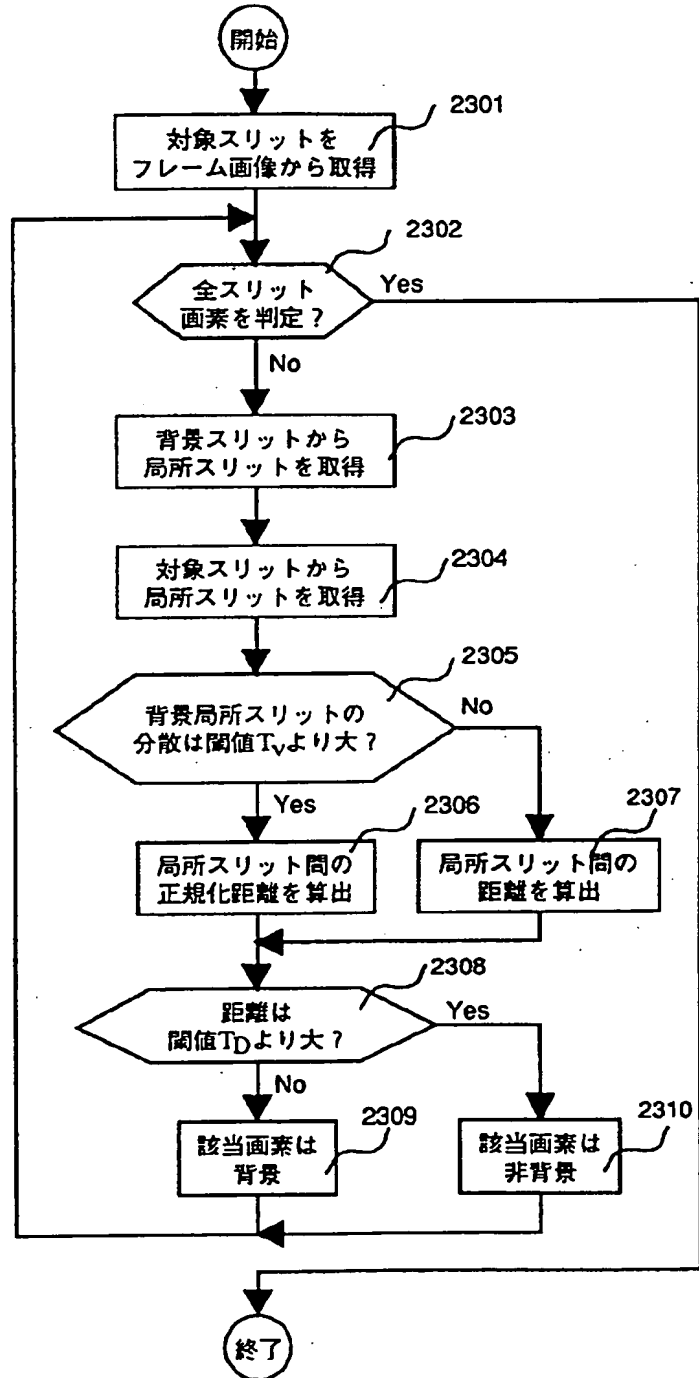 開始
2301
対象スリットを
フレーム画像から取得
2302
全スリット
画素を判定？
Yes
No
2303
背景スリットから
局所スリットを取得
2304
対象スリットから
局所スリットを取得
2305
背景局所スリットの
分散は閾値TVより大？
No
Yes
2306
局所スリット間の
正規化距離を算出
2307
局所スリット間の
距離を算出
2308
距離は
閾値TDより大？
Yes
No
2309
該当画素は
背景
2310
該当画素は
非背景
終了